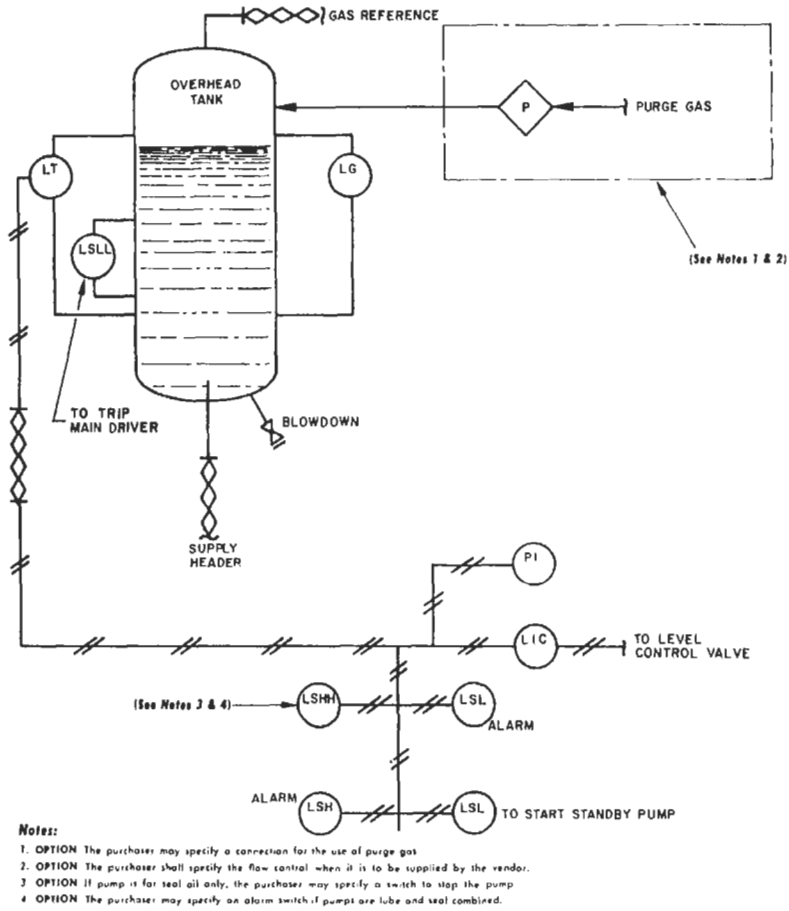 GAS REFERENCE
OVERHEAD
TANK
P
PURGE GAS
LT
LG
LSLL
(See Notes 1 & 2)
TO TRIP
MAIN DRIVER
BLOWDOWN
SUPPLY
HEADER
PI
LIC
TO LEVEL
CONTROL VALVE
(See Notes 3 & 4)
LSHH
LSL
ALARM
ALARM
LSH
LSL
TO START STANDBY PUMP
Notes:
1. OPTION The purchaser may specify a connection for the use of purge gas
2. OPTION The purchaser shall specify the flow control when it is to be supplied by the vendor.
3 OPTION If pump is for seal oil only, the purchaser may specify a switch to stop the pump
4 OPTION The purchaser may specify an alarm switch if pumps are lube and seal combined.